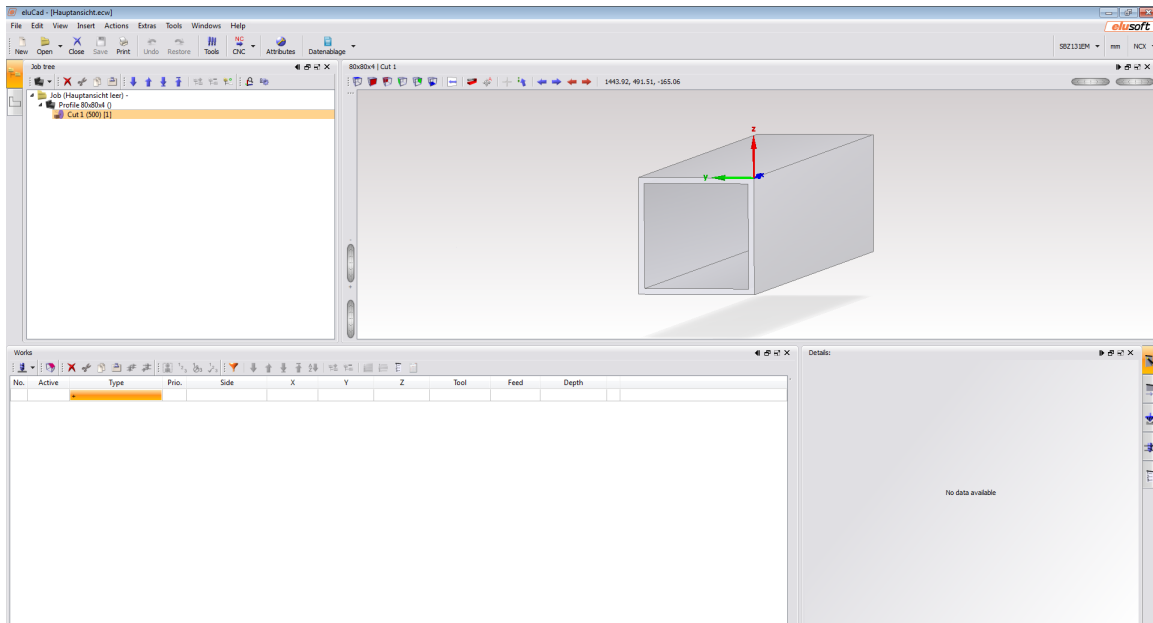 eluCad - [Hauptansicht.ecw]
File Edit View Insert Actions Extras Tools Windows Help
elusoft
New Open Close Save Print Undo Restore Tools NC CNC Attributes Datenablage
SBZ131EM mm NCX
Job tree
80x80x4 | Cut 1
1443.92, 491.51, -165.06
Job (Hauptansicht leer) -
Profile 80x80x4 ()
Cut 1 (500) [1]
z
y
x
Works
Details:
No. Active Type Prio. Side X Y Z Tool Feed Depth
+
No data available